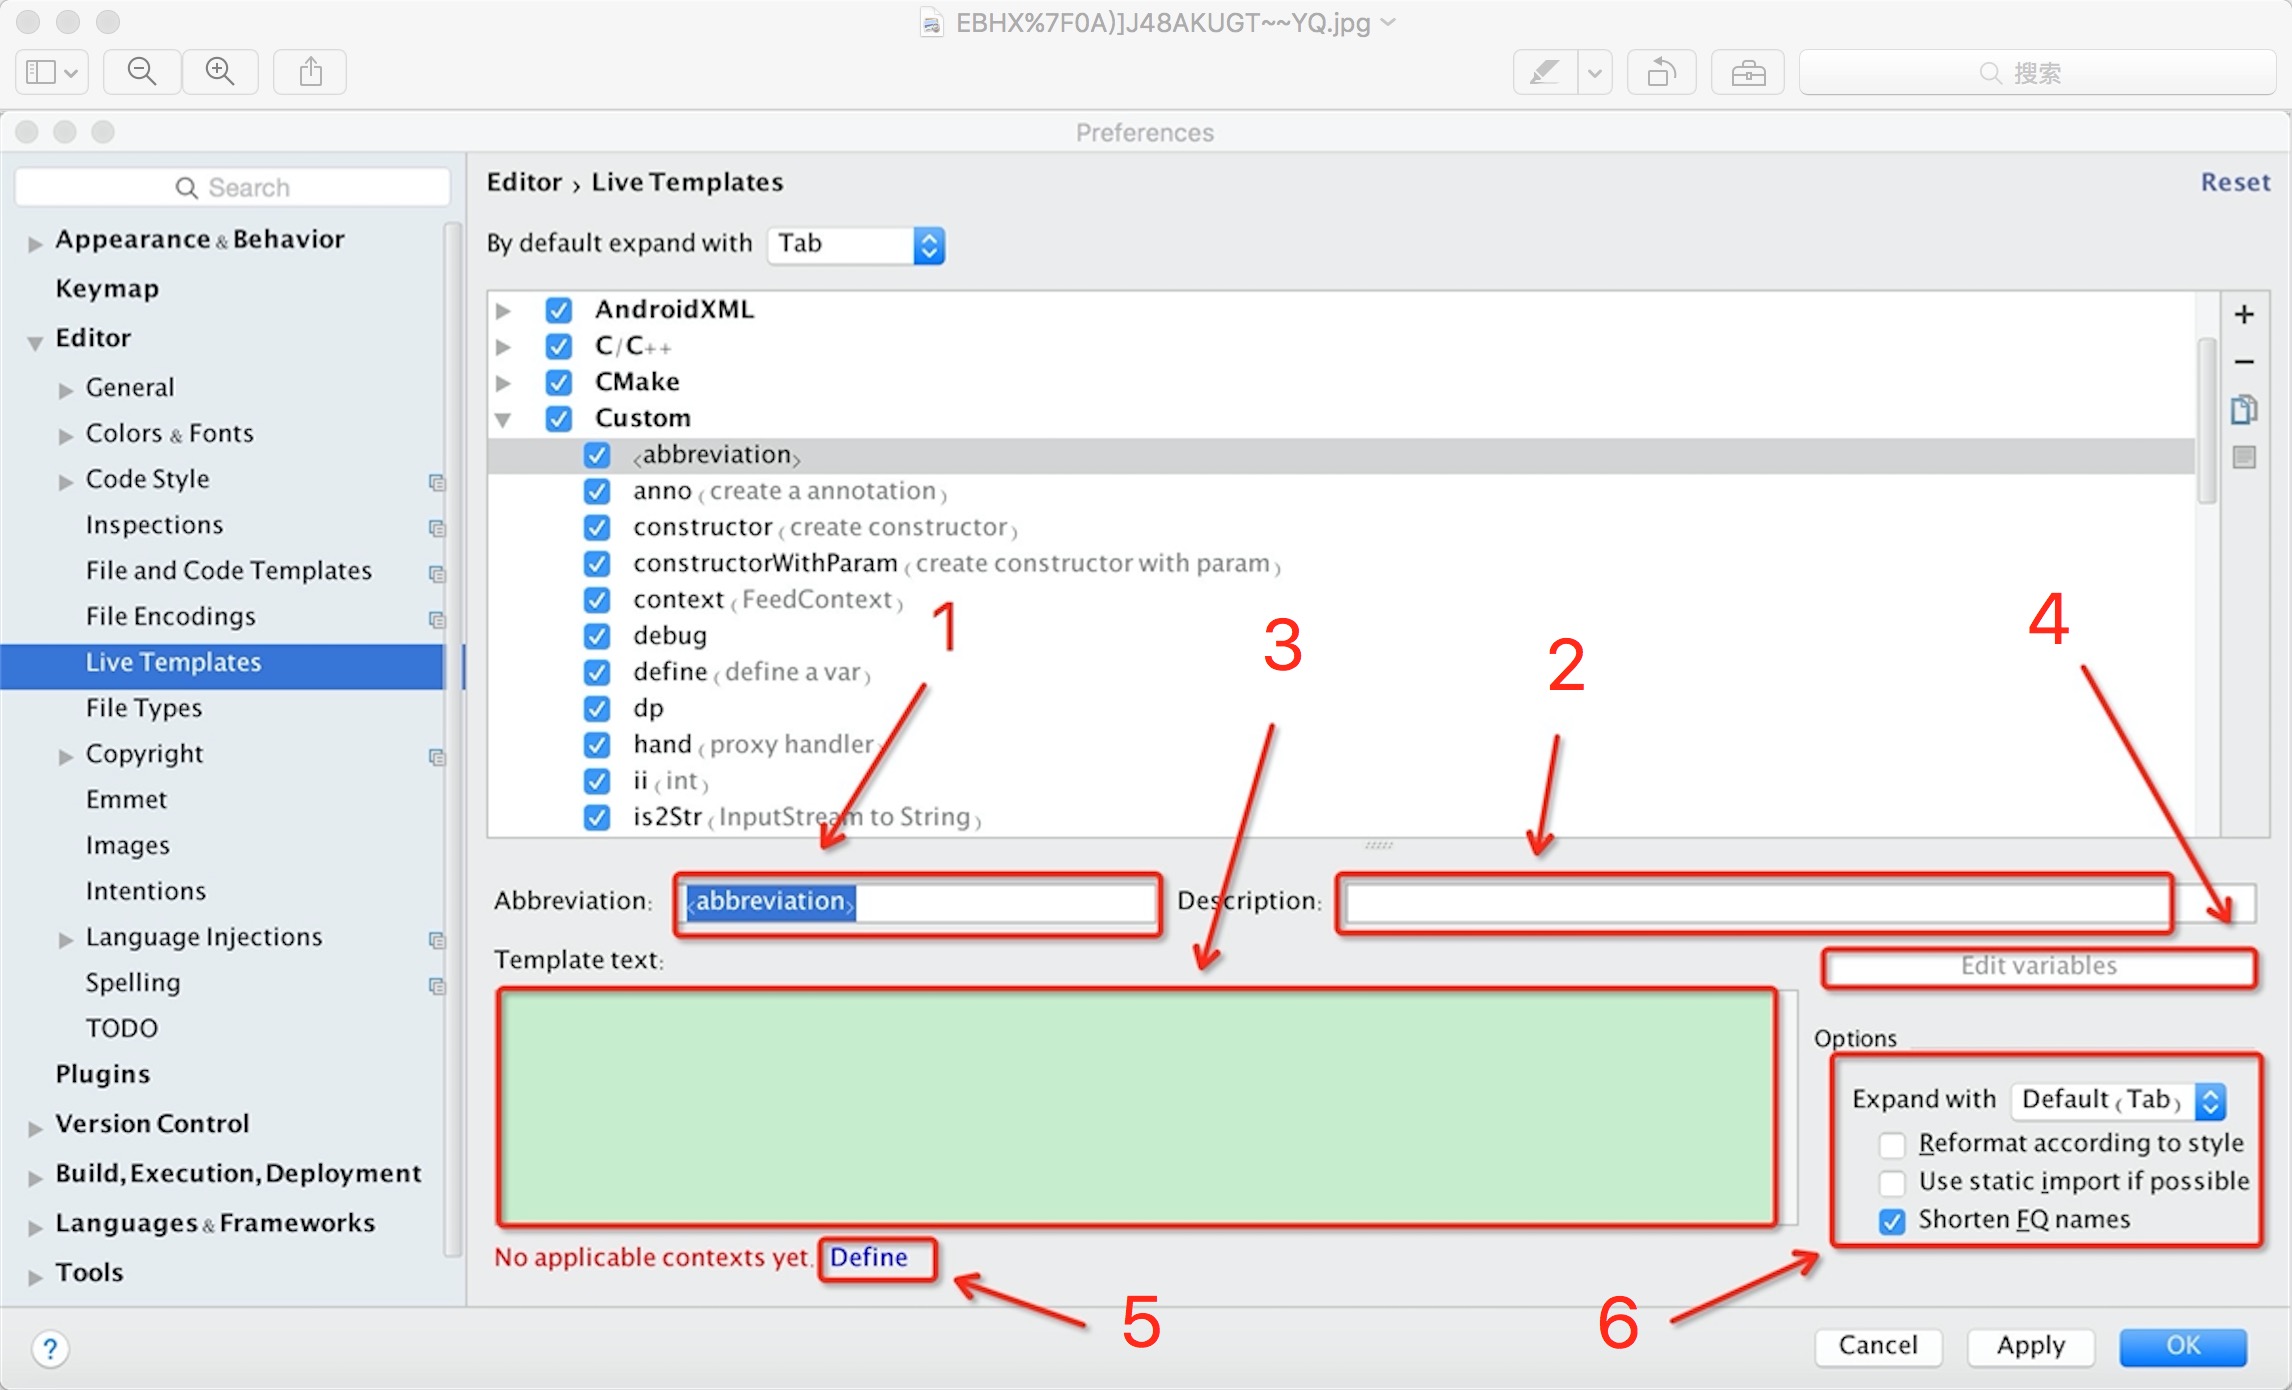 EBHX%7F0A)]J48AKUGT~~YQ.jpg
搜索
Preferences
Search
Appearance & Behavior
Keymap
Editor
General
Colors & Fonts
Code Style
Inspections
File and Code Templates
File Encodings
Live Templates
File Types
Copyright
Emmet
Images
Intentions
Language Injections
Spelling
TODO
Plugins
Version Control
Build, Execution, Deployment
Languages & Frameworks
Tools
Editor › Live Templates
Reset
By default expand with Tab
AndroidXML
C/C++
CMake
Custom
<abbreviation>
anno (create a annotation)
constructor (create constructor)
constructorWithParam (create constructor with param)
context (FeedContext)
debug
define (define a var)
dp
hand (proxy handler)
ii (int)
is2Str (InputStream to String)
1
3
2
4
Abbreviation: <abbreviation>
Description:
Template text:
Edit variables
Options
Expand with Default (Tab)
Reformat according to style
Use static import if possible
Shorten FQ names
No applicable contexts yet. Define
5
6
?
Cancel
Apply
OK